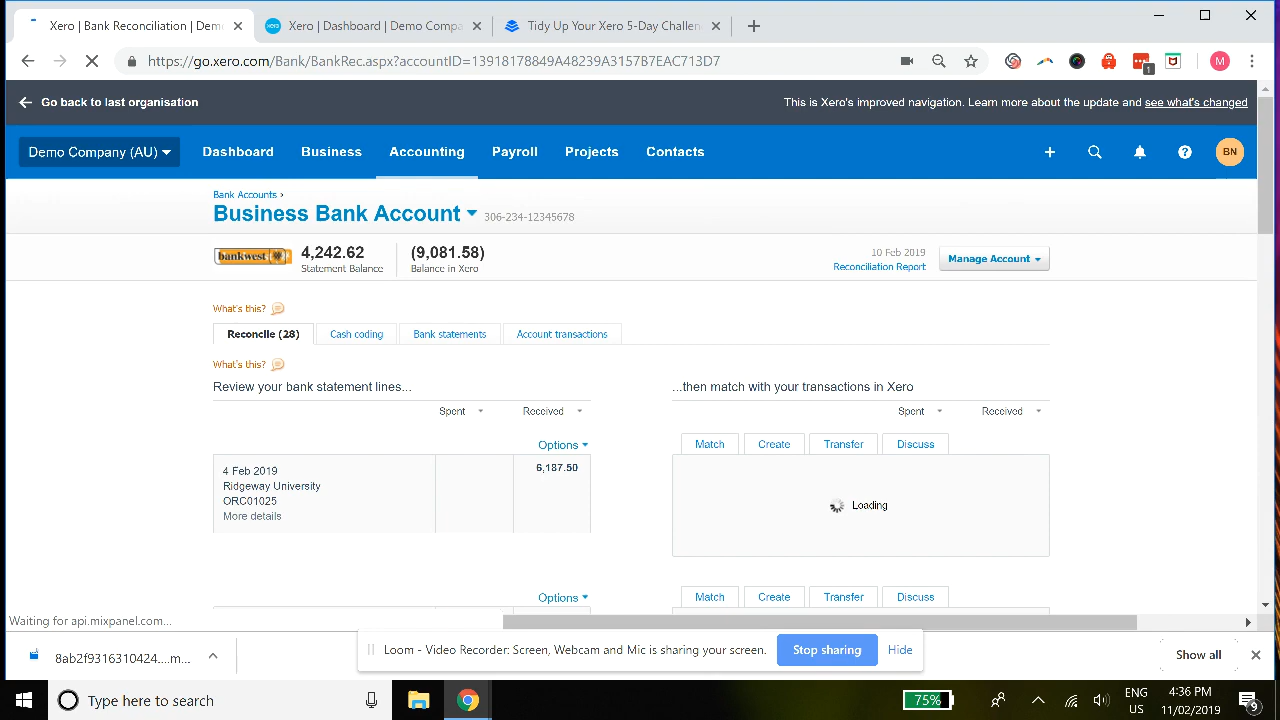 Xero | Bank Reconciliation | Demo
Xero | Dashboard | Demo Compa
Tidy Up Your Xero 5-Day Challen
https://go.xero.com/Bank/BankRec.aspx?accountID=13918178849A48239A3157B7EAC713D7
1
M
Go back to last organisation
This is Xero's improved navigation. Learn more about the update and see what's changed
Demo Company (AU)
Dashboard
Business
Accounting
Payroll
Projects
Contacts
BN
Bank Accounts ›
Business Bank Account
306-234-12345678
bankwest
4,242.62
Statement Balance
(9,081.58)
Balance in Xero
10 Feb 2019
Reconciliation Report
Manage Account
What's this?
Reconcile (28)
Cash coding
Bank statements
Account transactions
What's this?
Review your bank statement lines...
...then match with your transactions in Xero
Spent
Received
Spent
Received
Options
Match
Create
Transfer
Discuss
4 Feb 2019
Ridgeway University
ORC01025
More details
6,187.50
Loading
Options
Match
Create
Transfer
Discuss
Waiting for api.mixpanel.com...
8ab2f9316310424....m...
Loom - Video Recorder: Screen, Webcam and Mic is sharing your screen.
Stop sharing
Hide
Show all
Type here to search
75%
ENG
US
4:36 PM
11/02/2019
9